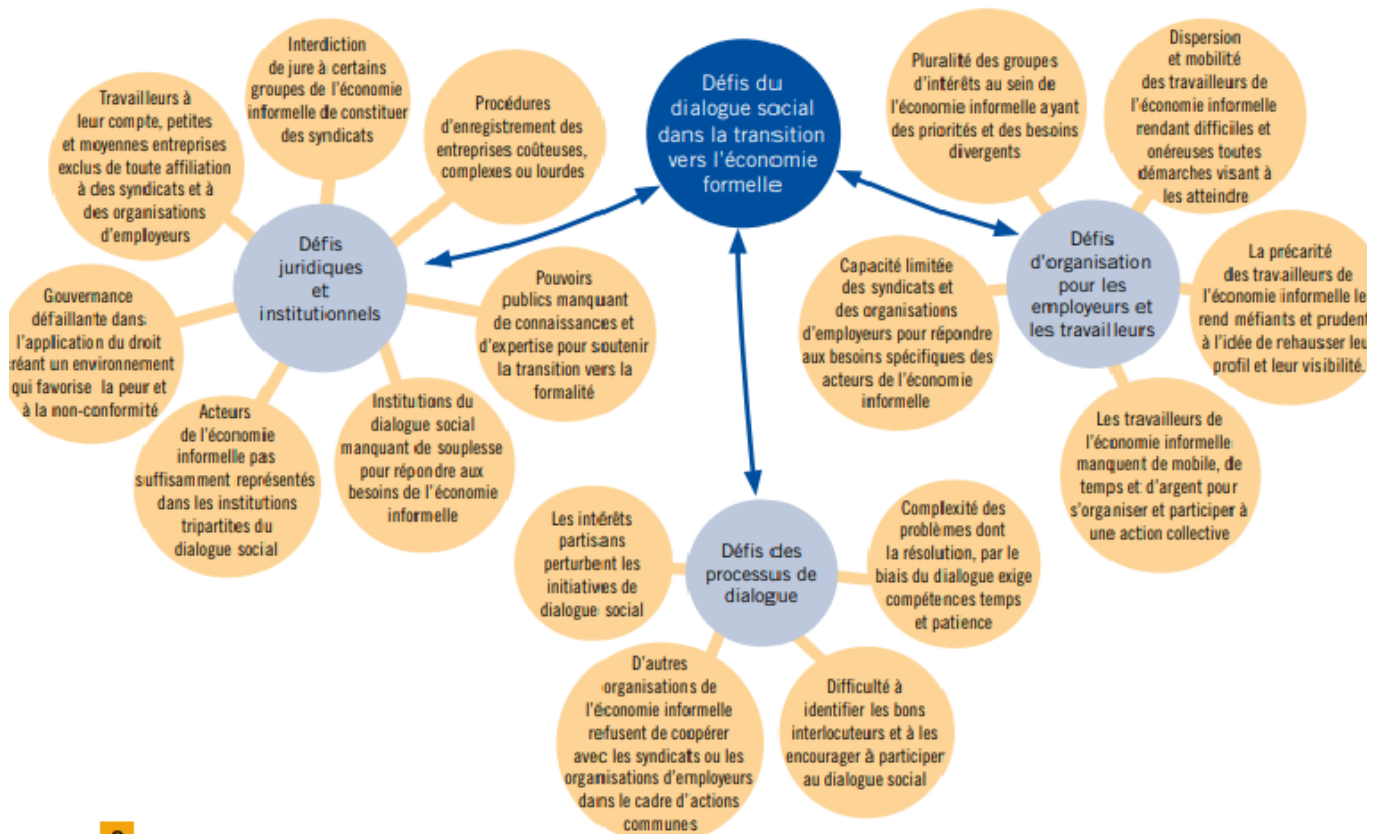 Défis du
dialogue social
dans la transition
vers l'économie
formelle
Défis
juridiques
et
institutionnels
Interdiction
de jure à certains
groupes de l'économie
informelle de constituer
des syndicats
Travailleurs à
leur compte, petites
et moyennes entreprises
exclus de toute affiliation
à des syndicats et à
des organisations
d'employeurs
Procédures
d'enregistrement des
entreprises coûteuses,
complexes ou lourdes
Gouvernance
défaillante dans
l'application du droit
créant un environnement
qui favorise la peur et
à la non-conformité
Pouvoirs
publics manquant
de connaissances et
d'expertise pour soutenir
la transition vers la
formalité
Acteurs
de l'économie
informelle pas
suffisamment représentés
dans les institutions
tripartites du
dialogue social
Institutions du
dialogue social
manquant de souplesse
pour répondre aux
besoins de l'économie
informelle
Défis
d'organisation
pour les
employeurs et
les travailleurs
Pluralité des groupes
d'intérêts au sein de
l'économie informelle ayant
des priorités et des besoins
divergents
Dispersion
et mobilité
des travailleurs de
l'économie informelle
rendant difficiles et
onéreuses toutes
démarches visant à
les atteindre
Capacité limitée
des syndicats et
des organisations
d'employeurs pour répondre
aux besoins spécifiques des
acteurs de l'économie
informelle
La précarité
des travailleurs de
l'économie informelle le
rend méfiants et prudent
à l'idée de rehausser leu
profil et leur visibilité.
Les travailleurs de
l'économie informelle
manquent de mobile, de
temps et d'argent pour
s'organiser et participer à
une action collective
Défis des
processus de
dialogue
Les intérêts
partisans
perturbent les
initiatives de
dialogue social
Complexité des
problèmes dont
la résolution, par le
biais du dialogue exige
compétences temps
et patience
D'autres
organisations de
l'économie informelle
refusent de coopérer
avec les syndicats ou les
organisations d'employeurs
dans le cadre d'actions
communes
Difficulté à
identifier les bons
interlocuteurs et à les
encourager à participer
au dialogue social